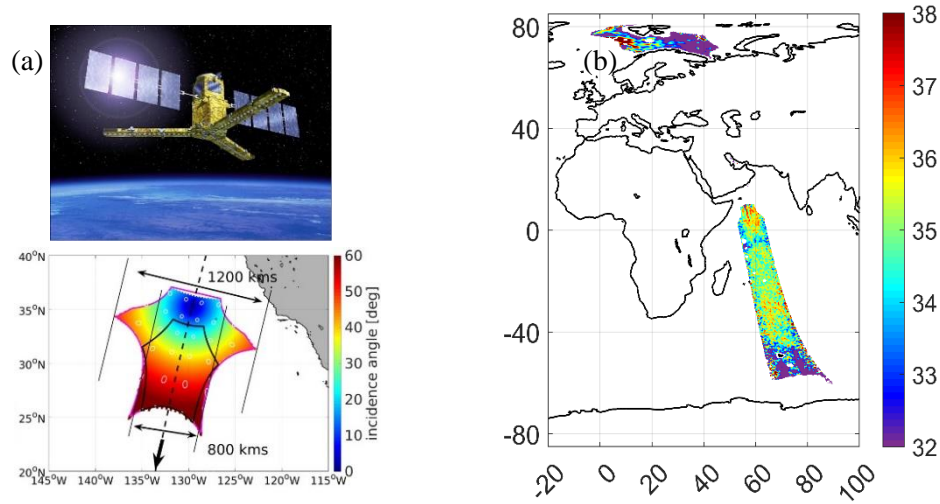 (a)
40°N
35°N
30°N
25°N
20°N
145°W 140°W 135°W 130°W 125°W 120°W 115°W
1200 kms
800 kms
60
50
40
30
20
10
0
incidence angle [deg]
(b)
80
40
0
-40
-80
-20 0 20 40 60 80 100
38
37
36
35
34
33
32